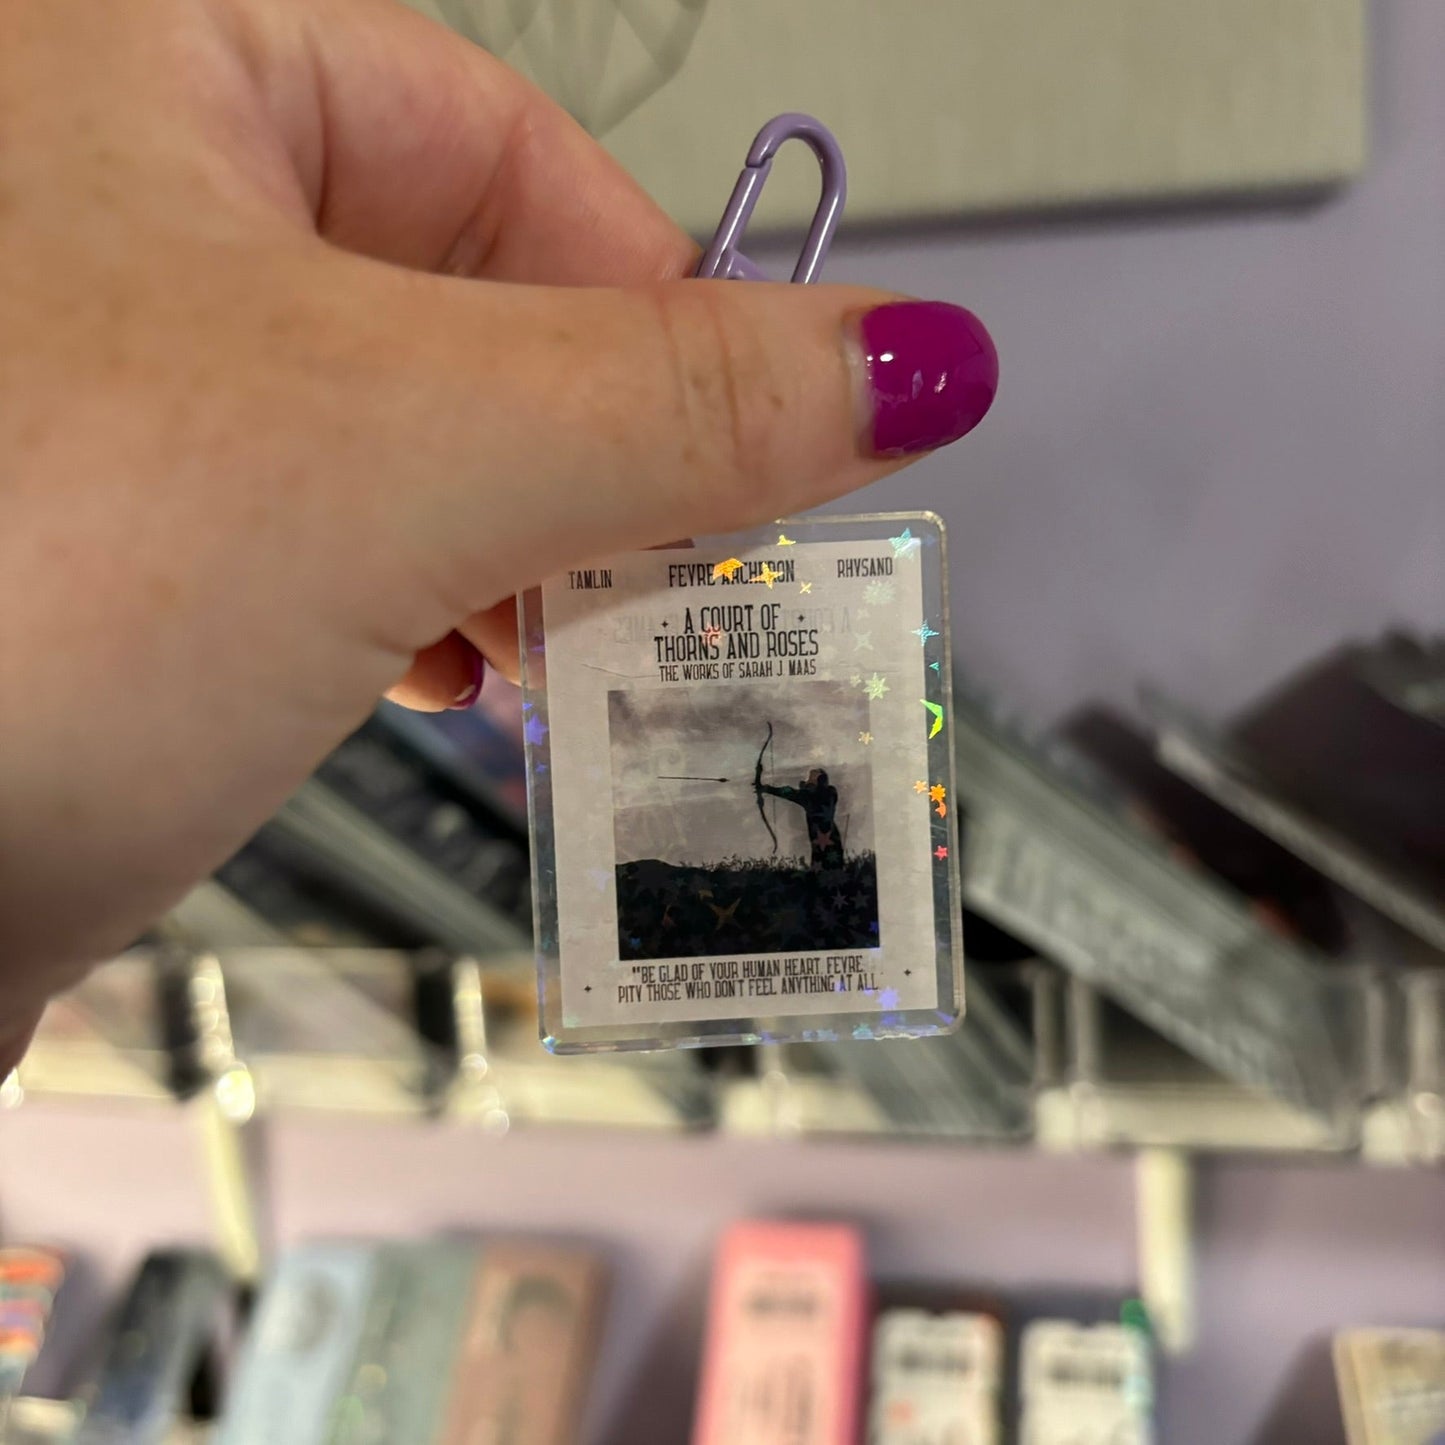 TAMLIN FEYRE ARCHERON RHYSAND
A COURT OF
THORNS AND ROSES
THE WORKS OF SARAH J. MAAS
"BE GLAD OF YOUR HUMAN HEART, FEYRE.
PITY THOSE WHO DON'T FEEL ANYTHING AT ALL.